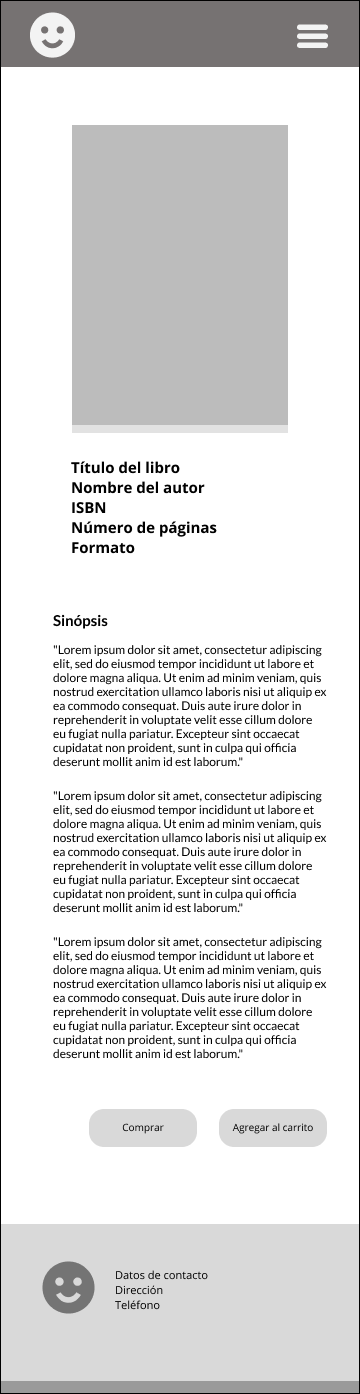 Título del libro
Nombre del autor
ISBN
Número de páginas
Formato
Sinópsis
"Lorem ipsum dolor sit amet, consectetur adipiscing
elit, sed do eiusmod tempor incididunt ut labore et
dolore magna aliqua. Ut enim ad minim veniam, quis
nostrud exercitation ullamco laboris nisi ut aliquip ex
ea commodo consequat. Duis aute irure dolor in
reprehenderit in voluptate velit esse cillum dolore
eu fugiat nulla pariatur. Excepteur sint occaecat
cupidatat non proident, sunt in culpa qui officia
deserunt mollit anim id est laborum."
"Lorem ipsum dolor sit amet, consectetur adipiscing
elit, sed do eiusmod tempor incididunt ut labore et
dolore magna aliqua. Ut enim ad minim veniam, quis
nostrud exercitation ullamco laboris nisi ut aliquip ex
ea commodo consequat. Duis aute irure dolor in
reprehenderit in voluptate velit esse cillum dolore
eu fugiat nulla pariatur. Excepteur sint occaecat
cupidatat non proident, sunt in culpa qui officia
deserunt mollit anim id est laborum."
"Lorem ipsum dolor sit amet, consectetur adipiscing
elit, sed do eiusmod tempor incididunt ut labore et
dolore magna aliqua. Ut enim ad minim veniam, quis
nostrud exercitation ullamco laboris nisi ut aliquip ex
ea commodo consequat. Duis aute irure dolor in
reprehenderit in voluptate velit esse cillum dolore
eu fugiat nulla pariatur. Excepteur sint occaecat
cupidatat non proident, sunt in culpa qui officia
deserunt mollit anim id est laborum."
Comprar
Agregar al carrito
Datos de contacto
Dirección
Teléfono